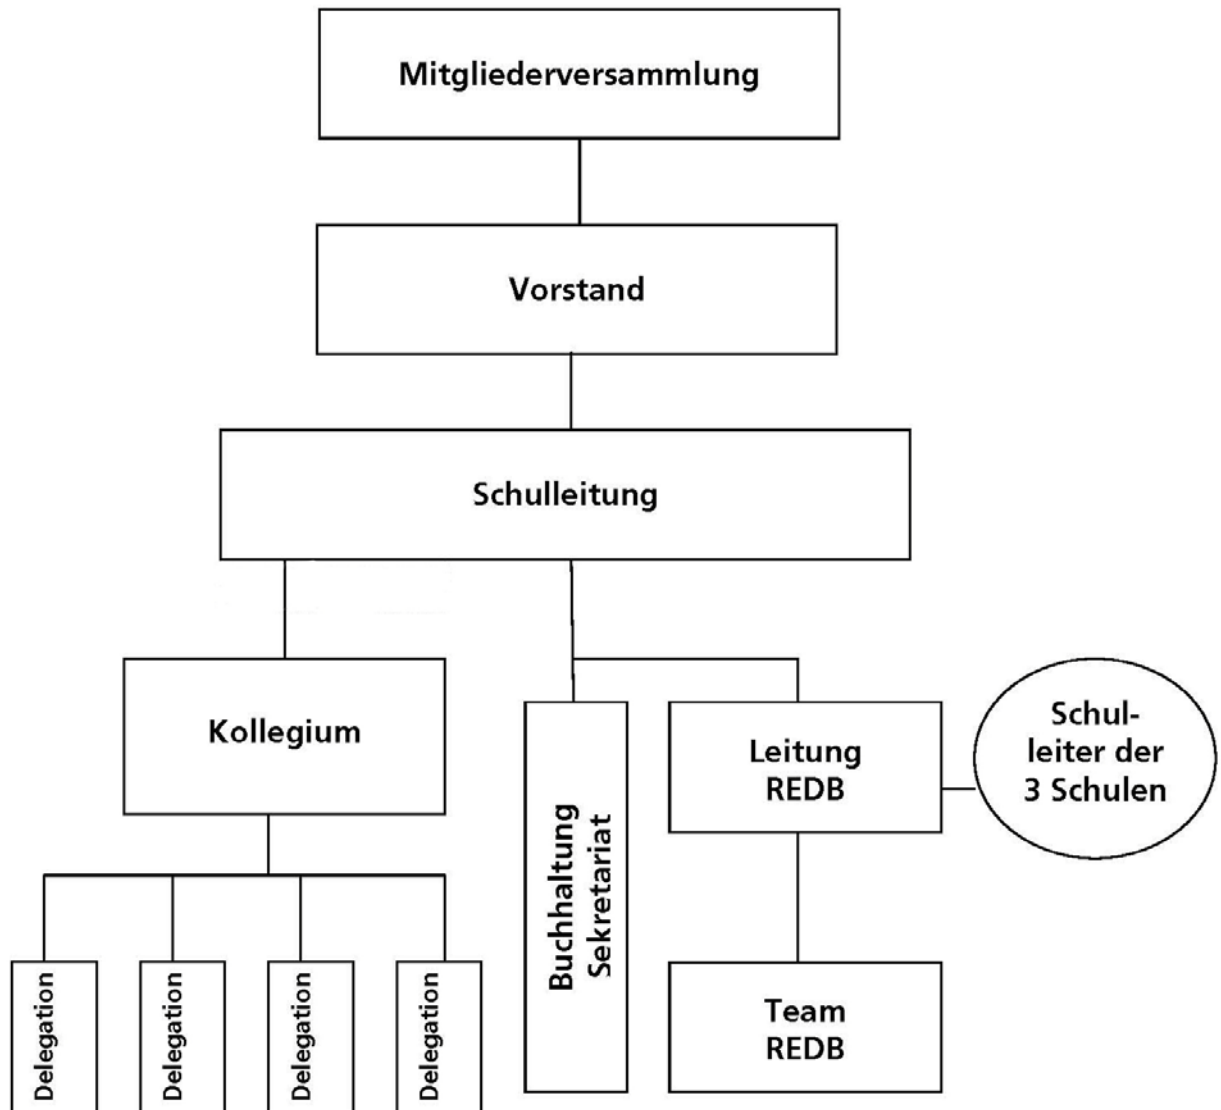 Mitgliederversammlung
Vorstand
Schulleitung
Kollegium
Buchhaltung
Sekretariat
Leitung
REDB
Schul-
leiter der
3 Schulen
Delegation
Delegation
Delegation
Delegation
Team
REDB